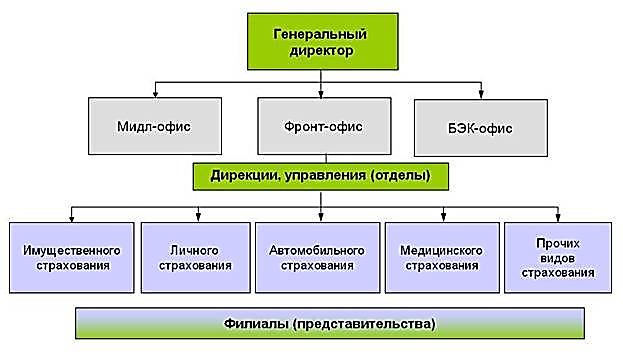 Генеральный
директор
Мидл-офис
Фронт-офис
БЭК-офис
Дирекции, управления (отделы)
Имущественного
страхования
Личного
страхования
Автомобильного
страхования
Медицинского
страхования
Прочих
видов
страхования
Филиалы (представительства)